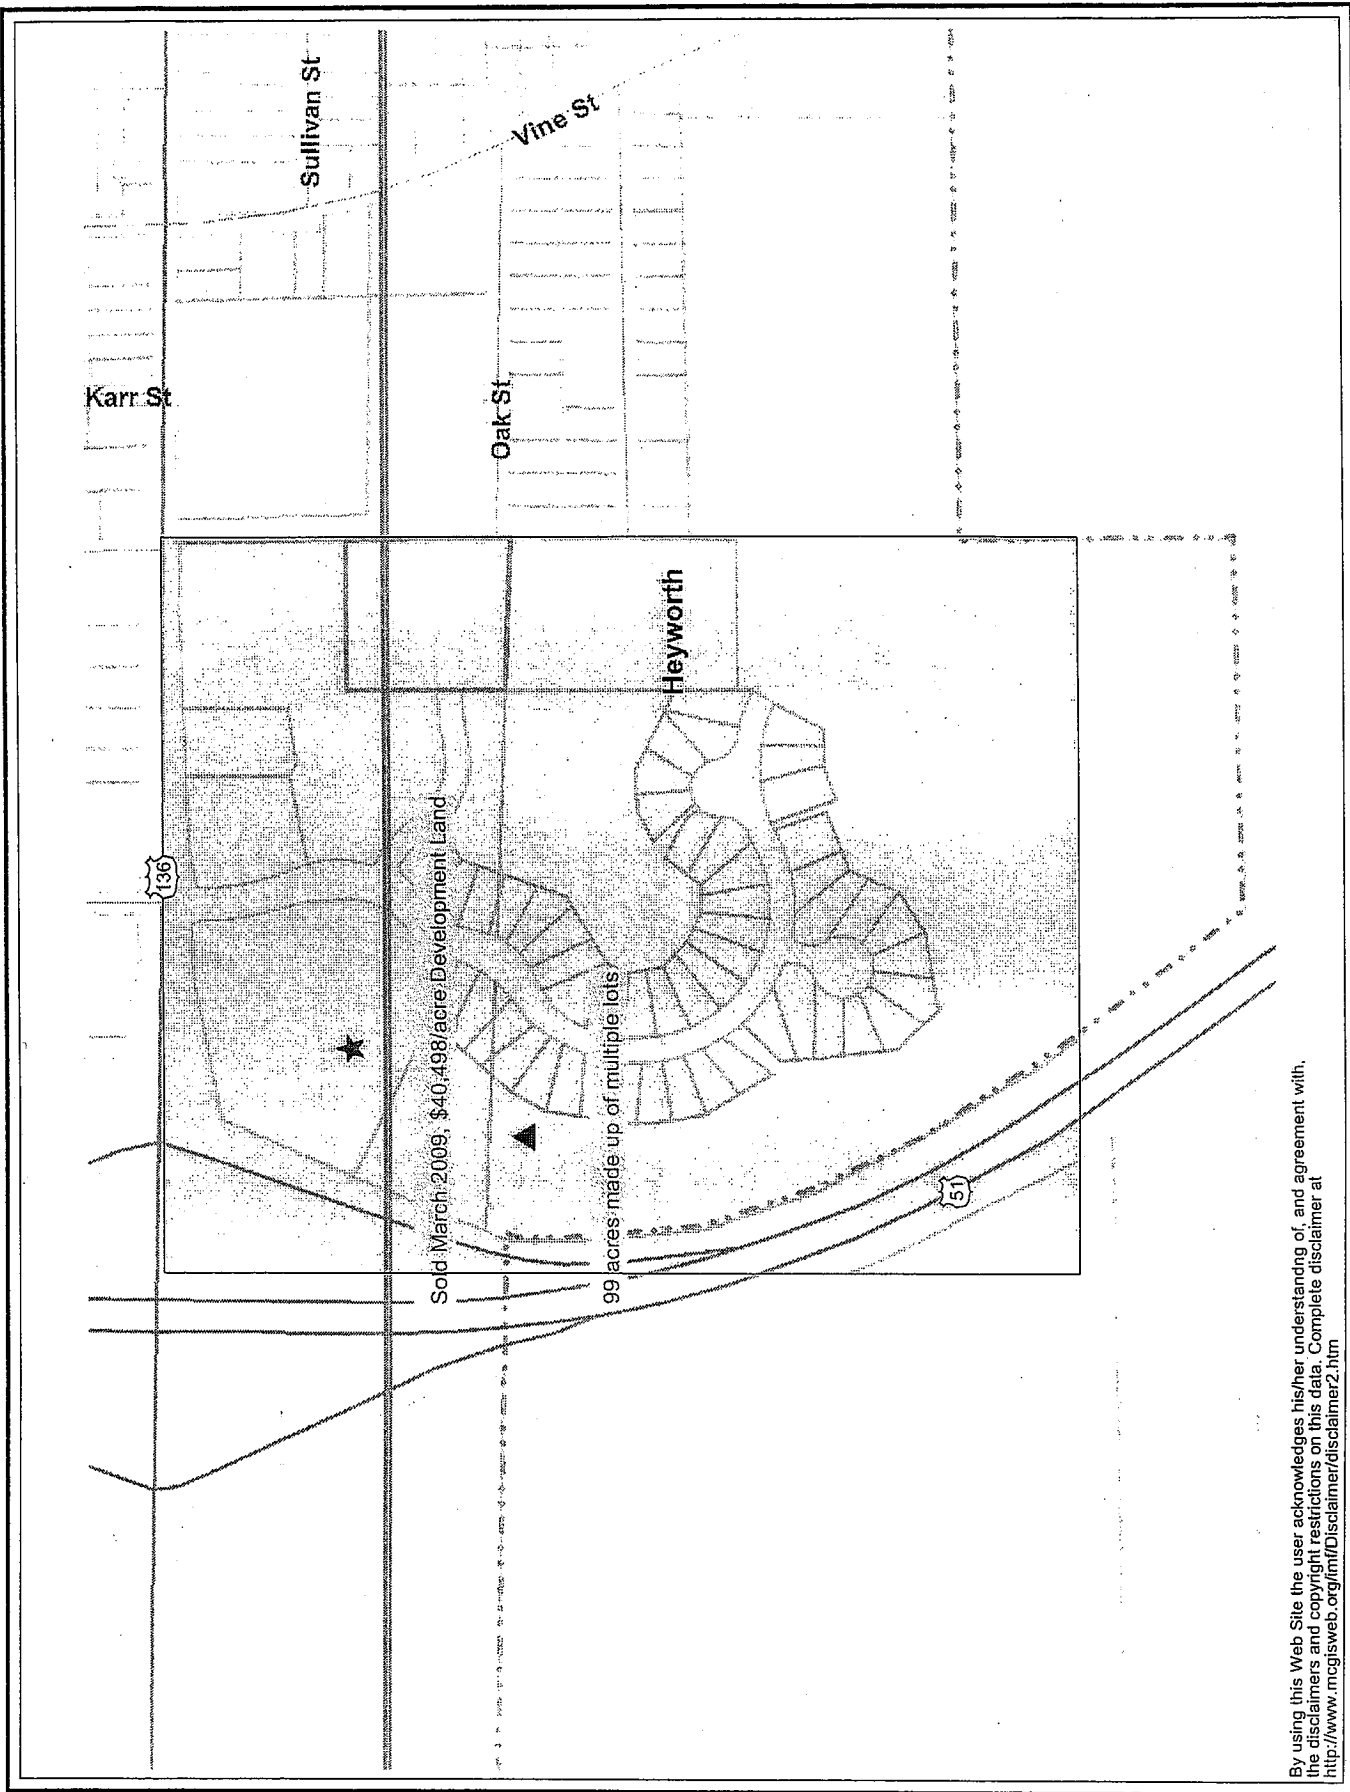 Karr St
Sullivan St
Vine St
Oak St
136
Heyworth
Sold March 2009, $40,498/acre Development Land
99 acres made up of multiple lots
51
By using this Web Site the user acknowledges his/her understandng of, and agreement with,
the disclaimers and copyright restrictions on this data. Complete disclaimer at
http://www.mcgisweb.org/imf/Disclaimer/disclaimer2.htm